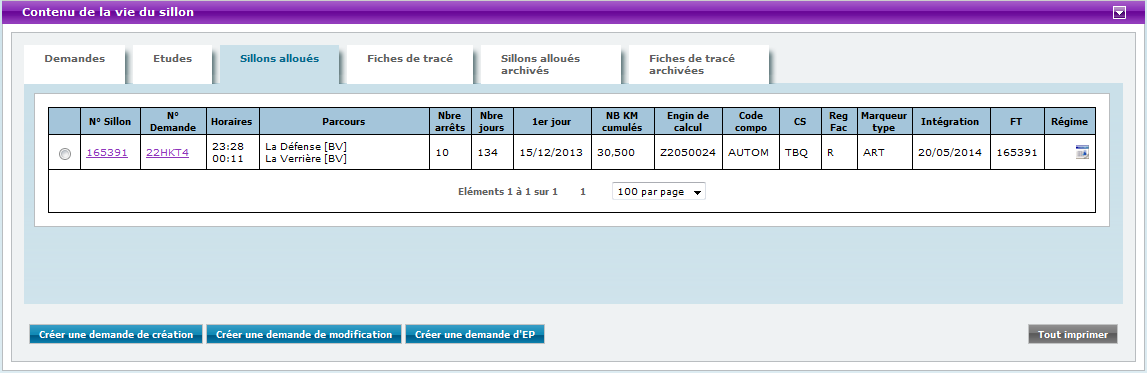 Contenu de la vie du sillon
Demandes Etudes Sillons alloués Fiches de tracé Sillons alloués archivés Fiches de tracé archivées
N° Sillon N° Demande Horaires Parcours Nbre arrêts Nbre jours 1er jour NB KM cumulés Engin de calcul Code compo CS Reg Fac Marqueur type Intégration FT Régime
165391 22HKT4 23:28 00:11 La Défense [BV] La Verrière [BV] 10 134 15/12/2013 30,500 Z2050024 AUTOM TBQ R ART 20/05/2014 165391
Eléments 1 à 1 sur 1 1 100 par page
Créer une demande de création Créer une demande de modification Créer une demande d'EP Tout imprimer